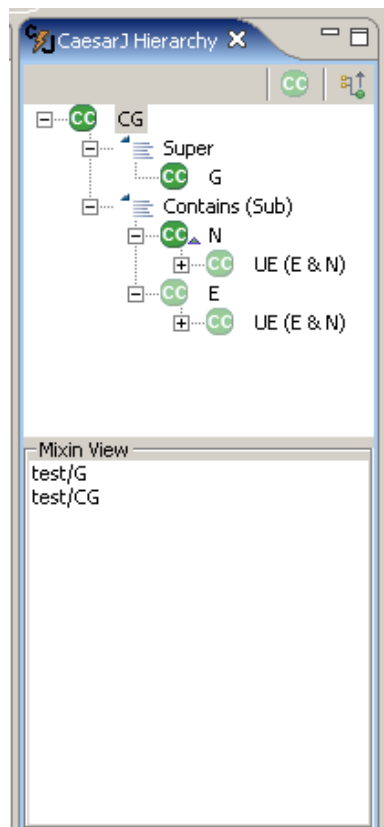 CaesarJ Hierarchy
CC
CC CG
Super
CC G
Contains (Sub)
CC N
CC UE (E & N)
CC E
CC UE (E & N)
Mixin View
test/G
test/CG